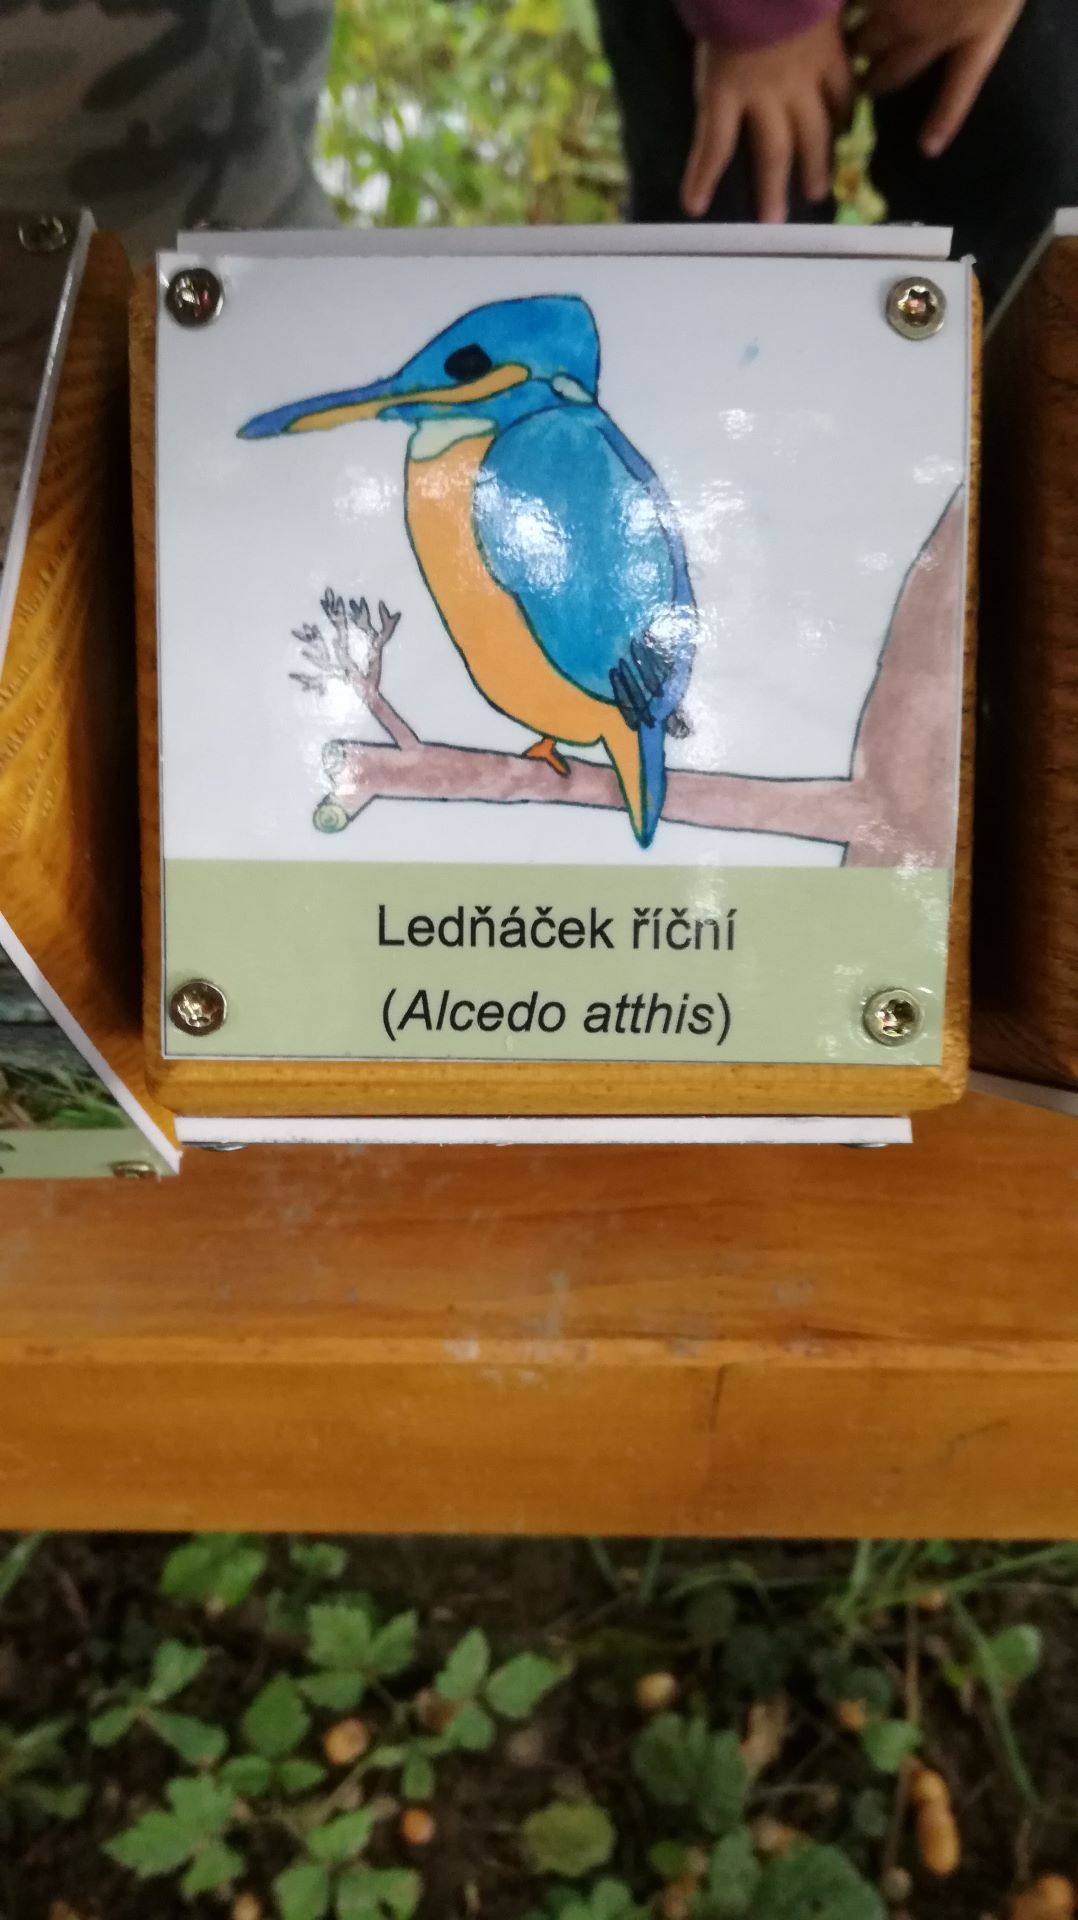 Ledňáček říční
(Alcedo atthis)